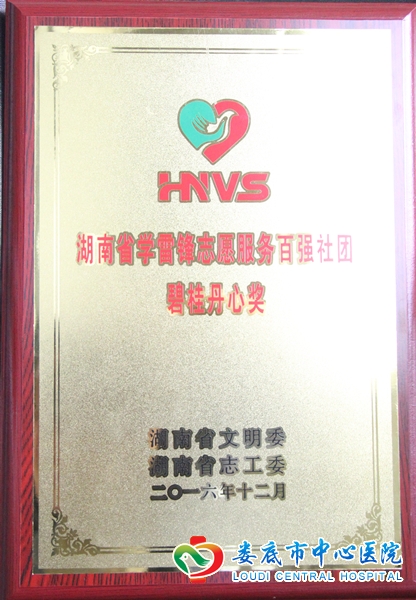 HNVS
湖南省学雷锋志愿服务百强社团
碧桂丹心奖
湖南省文明委
湖南省志工委
二〇一六年十二月
娄底市中心医院
LOUDI CENTRAL HOSPITAL